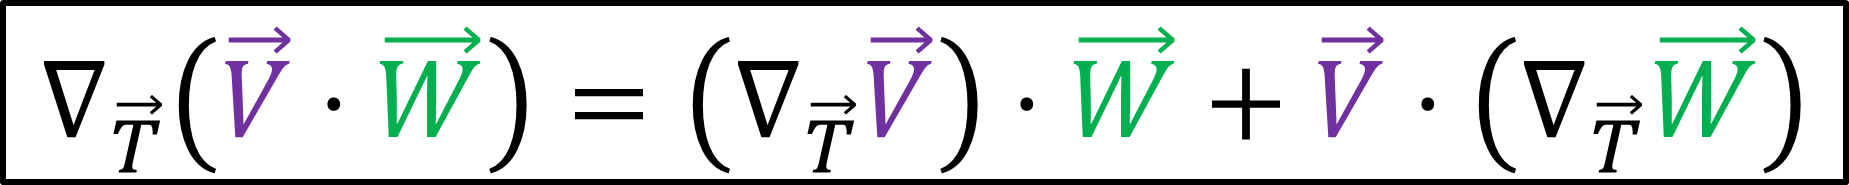 ∇_T⃗ (V⃗ · W⃗) = (∇_T⃗ V⃗) · W⃗ + V⃗ · (∇_T⃗ W⃗)